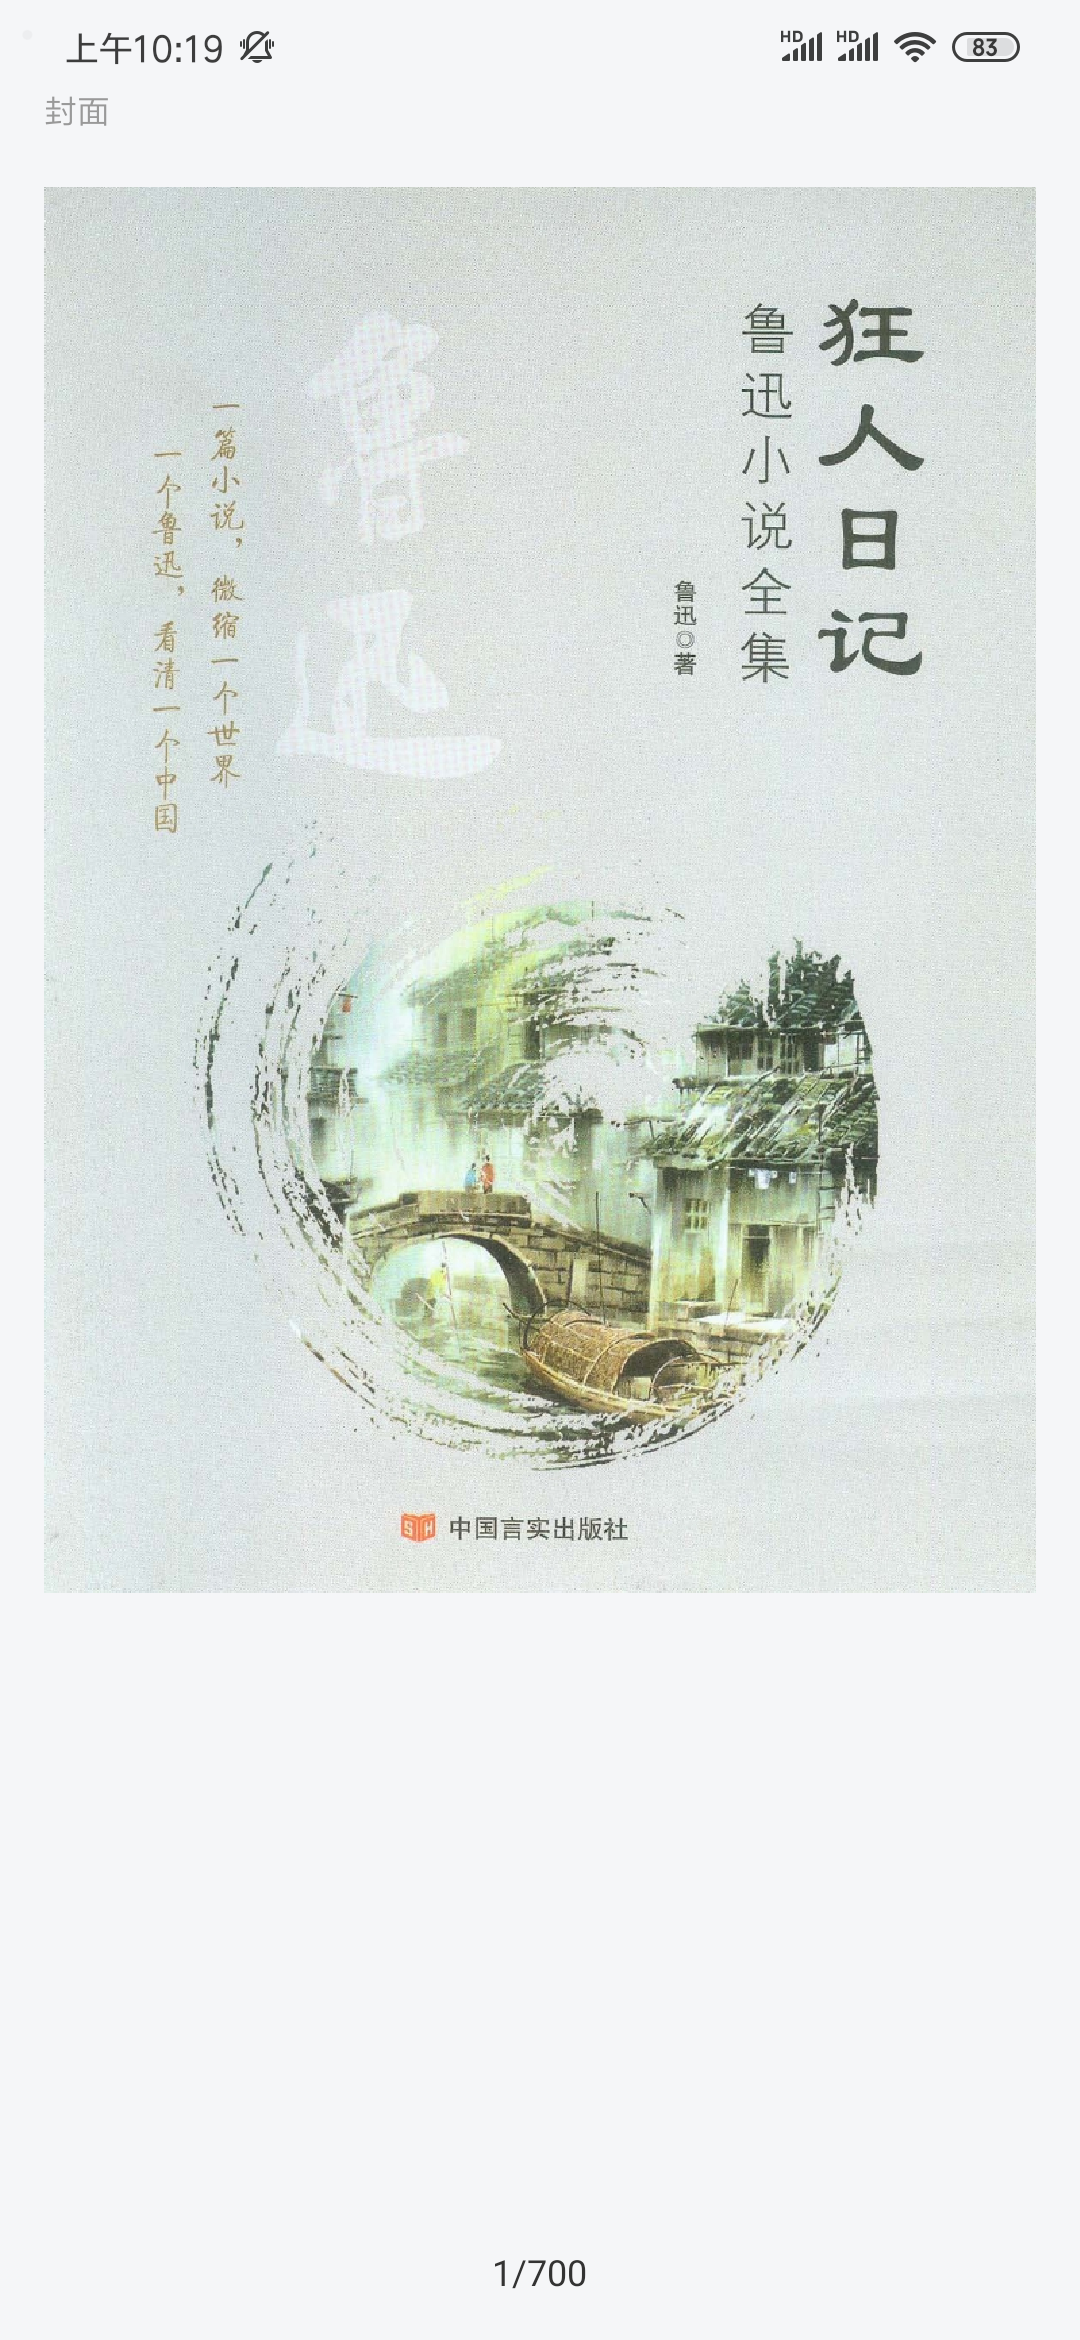 上午10:19
HD
HD
83
封面
狂人日记
鲁迅小说全集
鲁迅◎著
鲁迅
一篇小说，微缩一个世界
一个鲁迅，看清一个中国
SH
中国言实出版社
1/700